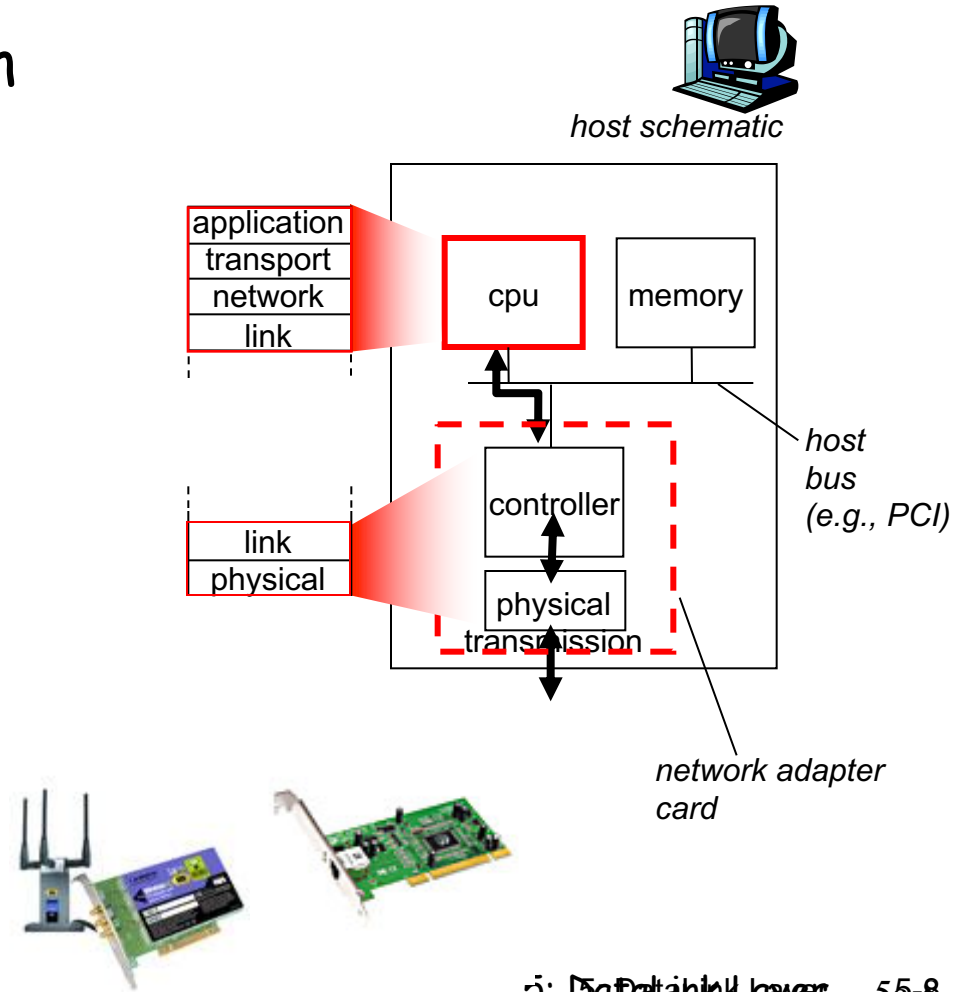 n
host schematic
application
transport
network
link
cpu
memory
host
bus
(e.g., PCI)
controller
link
physical
physical
transmission
network adapter
card